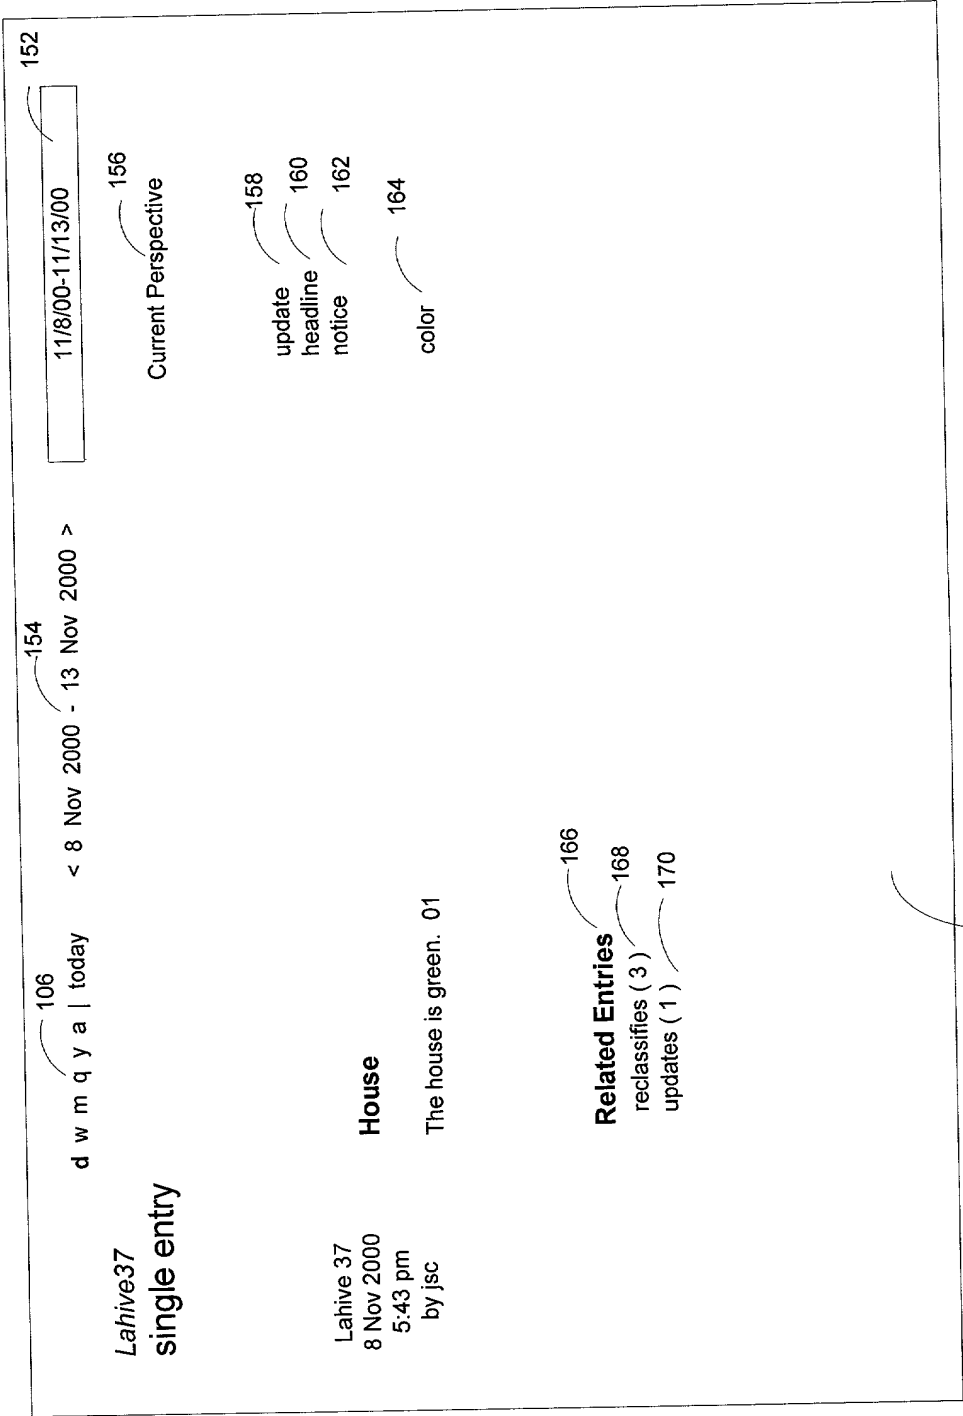 152
154
106
d w m q y a | today < 8 Nov 2000 - 13 Nov 2000 > 11/8/00-11/13/00
Lahive37
single entry
156
Current Perspective
158
update
160
headline
162
notice
164
color
Lahive 37
8 Nov 2000
5:43 pm
by jsc
House
The house is green. 01
166
Related Entries
168
reclassifies ( 3 )
170
updates ( 1 )